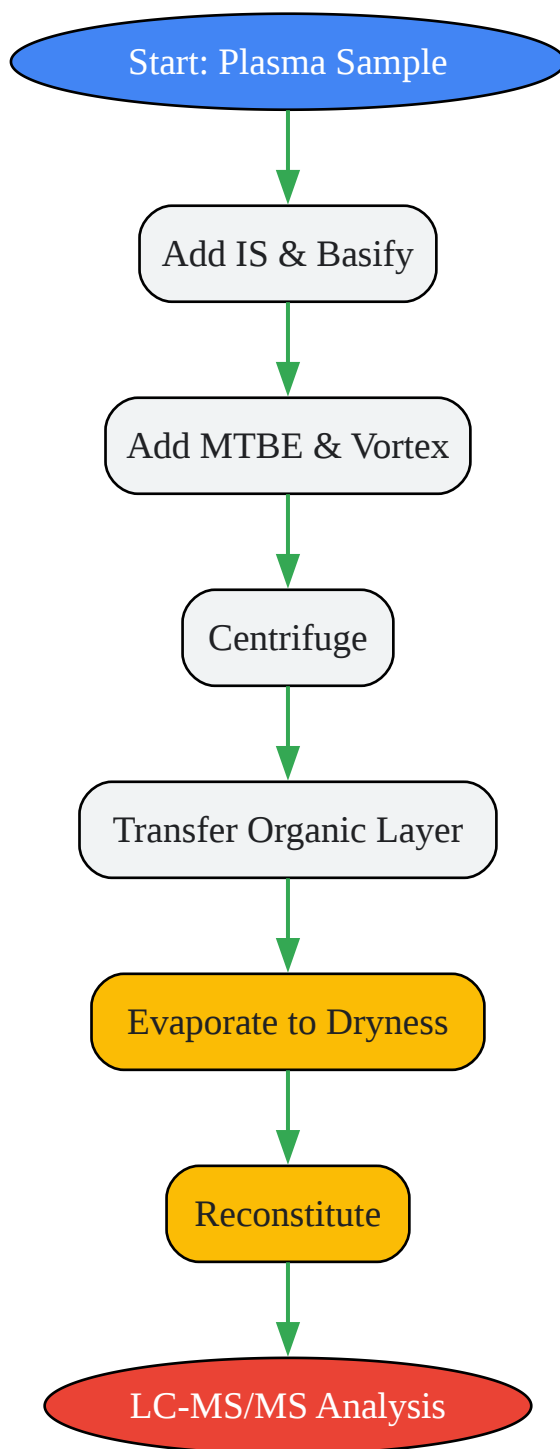 Start: Plasma Sample
Add IS & Basify
Add MTBE & Vortex
Centrifuge
Transfer Organic Layer
Evaporate to Dryness
Reconstitute
LC-MS/MS Analysis